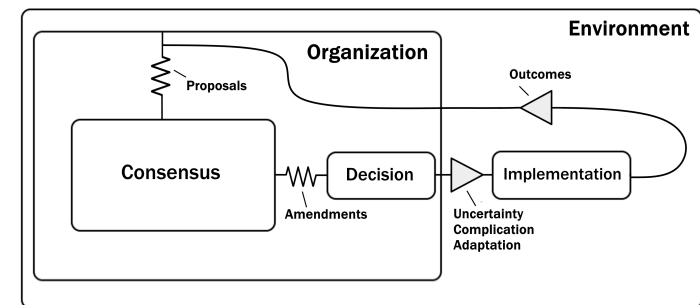 Environment
Organization
Outcomes
Proposals
Consensus
Decision
Implementation
Amendments
Uncertainty
Complication
Adaptation